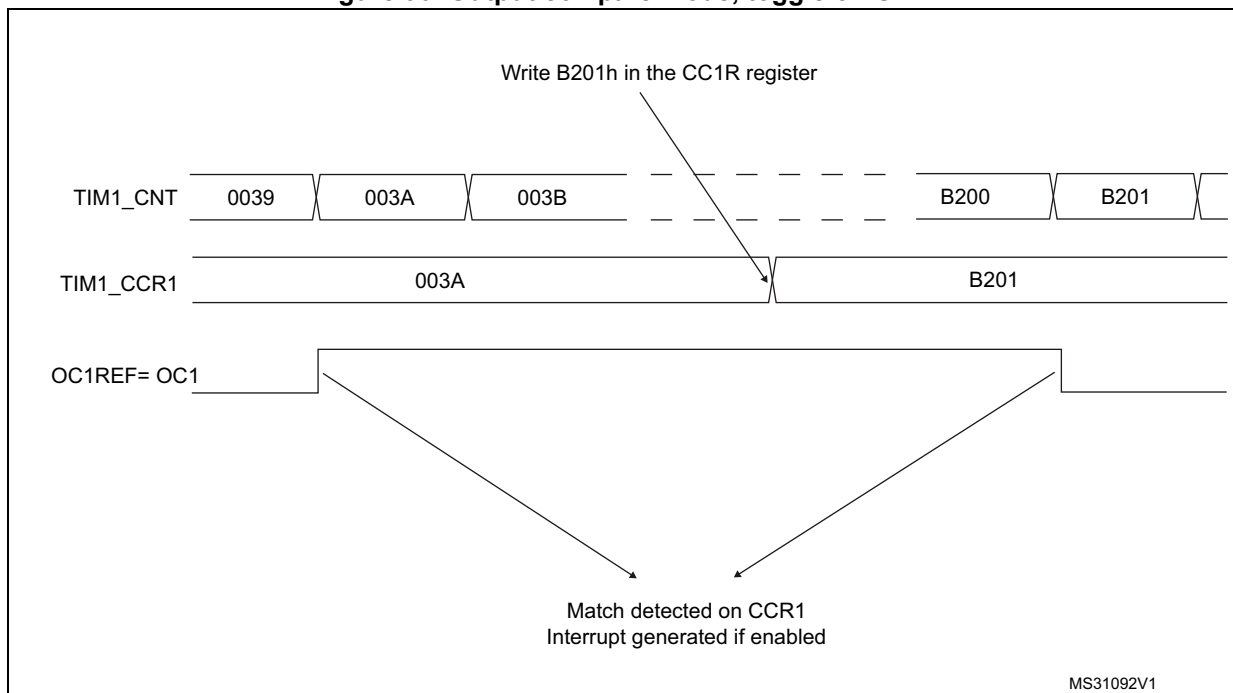 Write B201h in the CC1R register
TIM1_CNT 0039 003A 003B B200 B201
TIM1_CCR1 003A B201
OC1REF= OC1
Match detected on CCR1
Interrupt generated if enabled
MS31092V1